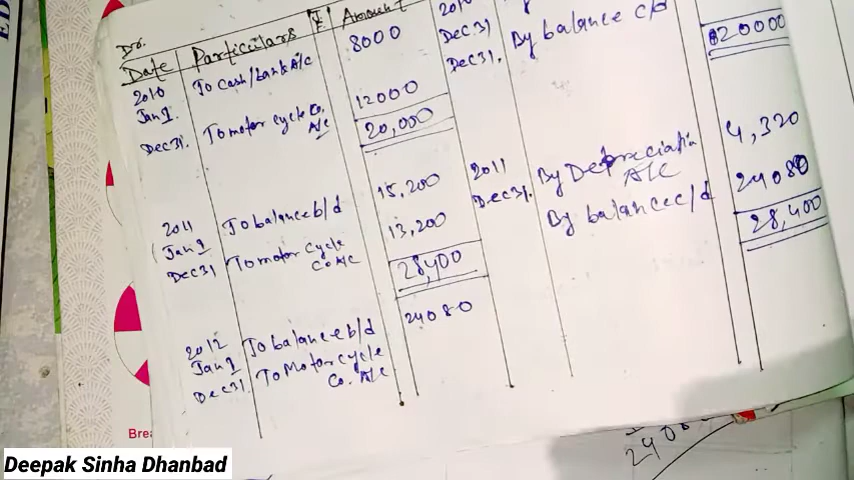 ED
Dr.
Date Particulars J.F Amount
2010
Jan 1. To Cash/Bank A/c 8000
Dec 31. To motor cycle Co. A/c 12000
20,000
Dec 31
Dec 31. By balance c/d
20000
2011
Jan 1 To balance b/d 15,200
Dec 31 To motor cycle Co A/c 13,200
28,400
2011
Dec 31. By Depreciation A/c 4,320
By balance c/d 24080
28,400
2012
Jan 1 To balance b/d 24080
Dec 31. To Motorcycle Co. A/c
Brea
Deepak Sinha Dhanbad